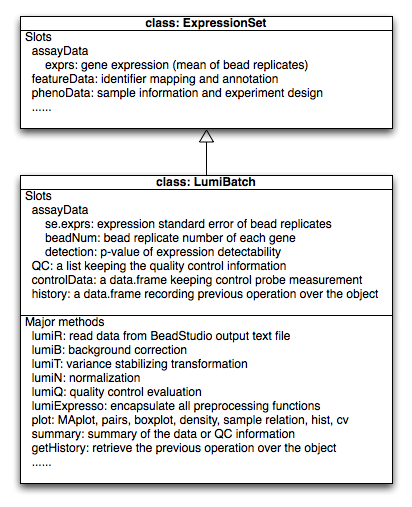 class: ExpressionSet
Slots
assayData
exprs: gene expression (mean of bead replicates)
featureData: identifier mapping and annotation
phenoData: sample information and experiment design
......
class: LumiBatch
Slots
assayData
se.exprs: expression standard error of bead replicates
beadNum: bead replicate number of each gene
detection: p-value of expression detectability
QC: a list keeping the quality control information
controlData: a data.frame keeping control probe measurement
history: a data.frame recording previous operation over the object
Major methods
lumiR: read data from BeadStudio output text file
lumiB: background correction
lumiT: variance stabilizing transformation
lumiN: normalization
lumiQ: quality control evaluation
lumiExpresso: encapsulate all preprocessing functions
plot: MAplot, pairs, boxplot, density, sample relation, hist, cv
summary: summary of the data or QC information
getHistory: retrieve the previous operation over the object
......